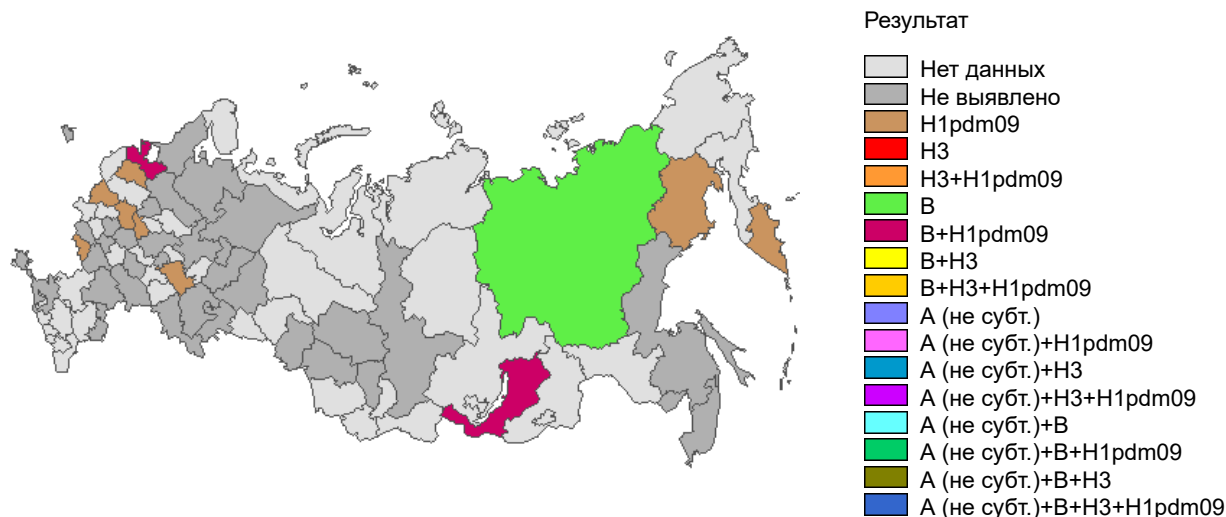 Результат
Нет данных
Не выявлено
H1pdm09
H3
H3+H1pdm09
B
B+H1pdm09
B+H3
B+H3+H1pdm09
А (не субт.)
А (не субт.)+H1pdm09
А (не субт.)+H3
А (не субт.)+H3+H1pdm09
А (не субт.)+B
А (не субт.)+B+H1pdm09
А (не субт.)+B+H3
А (не субт.)+B+H3+H1pdm09